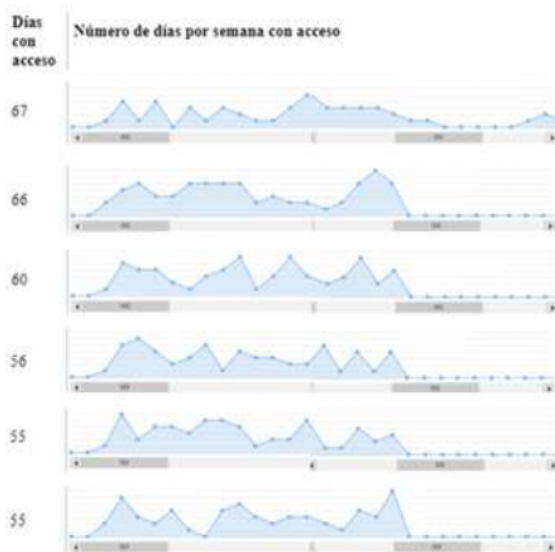 Días
con
acceso
Número de días por semana con acceso
67
66
60
56
55
55